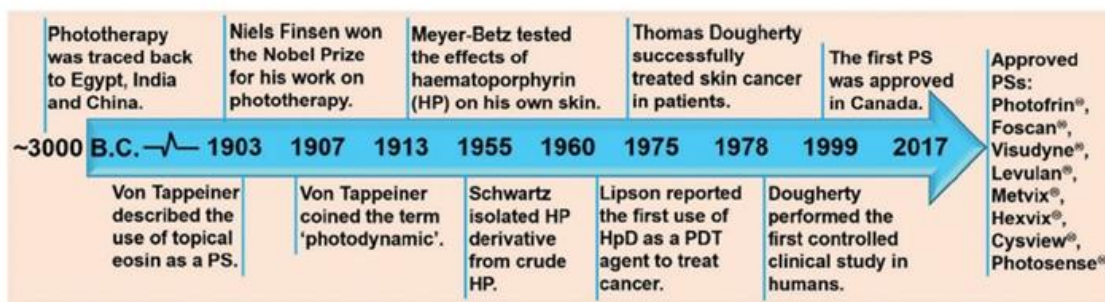 Phototherapy
was traced back
to Egypt, India
and China.
Niels Finsen won
the Nobel Prize
for his work on
phototherapy.
Meyer-Betz tested
the effects of
haematoporphyrin
(HP) on his own skin.
Thomas Dougherty
successfully
treated skin cancer
in patients.
The first PS
was approved
in Canada.
Approved
PSs:
Photofrin®,
Foscan®,
Visudyne®,
Levulan®,
Metvix®,
Hexvix®,
Cysview®,
Photosense®
~3000 B.C. 1903 1907 1913 1955 1960 1975 1978 1999 2017
Von Tappeiner
described the
use of topical
eosin as a PS.
Von Tappeiner
coined the term
‘photodynamic’.
Schwartz
isolated HP
derivative
from crude
HP.
Lipson reported
the first use of
HpD as a PDT
agent to treat
cancer.
Dougherty
performed the
first controlled
clinical study in
humans.